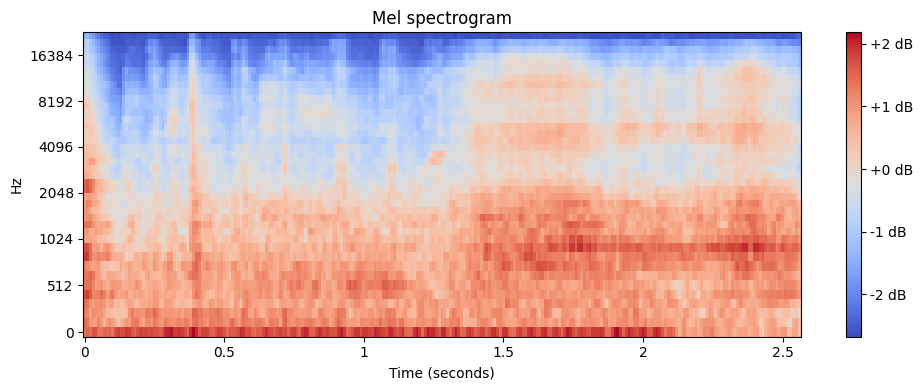 Mel spectrogram
16384
8192
4096
2048
1024
512
0
Hz
0
0.5
1
1.5
2
2.5
Time (seconds)
+2 dB
+1 dB
+0 dB
-1 dB
-2 dB